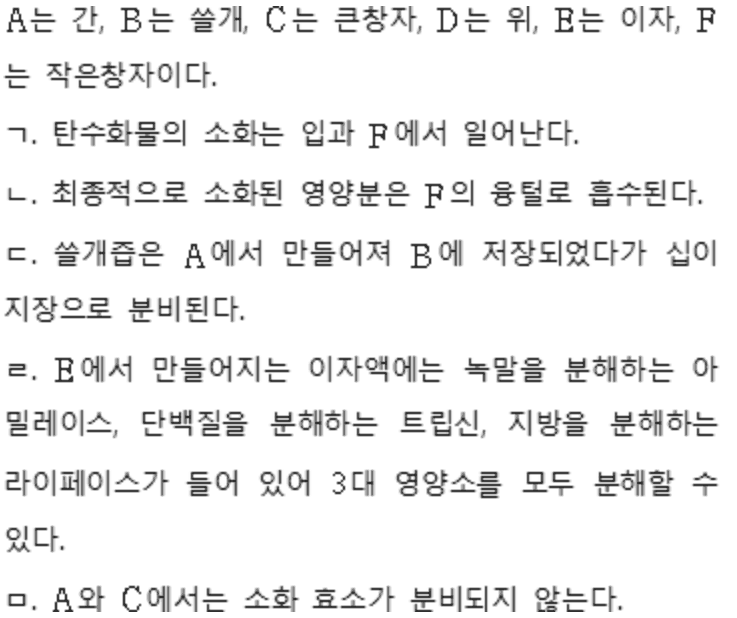 A는 간, B는 쓸개, C는 큰창자, D는 위, E는 이자, F
는 작은창자이다.
ㄱ. 탄수화물의 소화는 입과 F에서 일어난다.
ㄴ. 최종적으로 소화된 영양분은 F의 융털로 흡수된다.
ㄷ. 쓸개즙은 A에서 만들어져 B에 저장되었다가 십이
지장으로 분비된다.
ㄹ. E에서 만들어지는 이자액에는 녹말을 분해하는 아
밀레이스, 단백질을 분해하는 트립신, 지방을 분해하는
라이페이스가 들어 있어 3대 영양소를 모두 분해할 수
있다.
ㅁ. A와 C에서는 소화 효소가 분비되지 않는다.